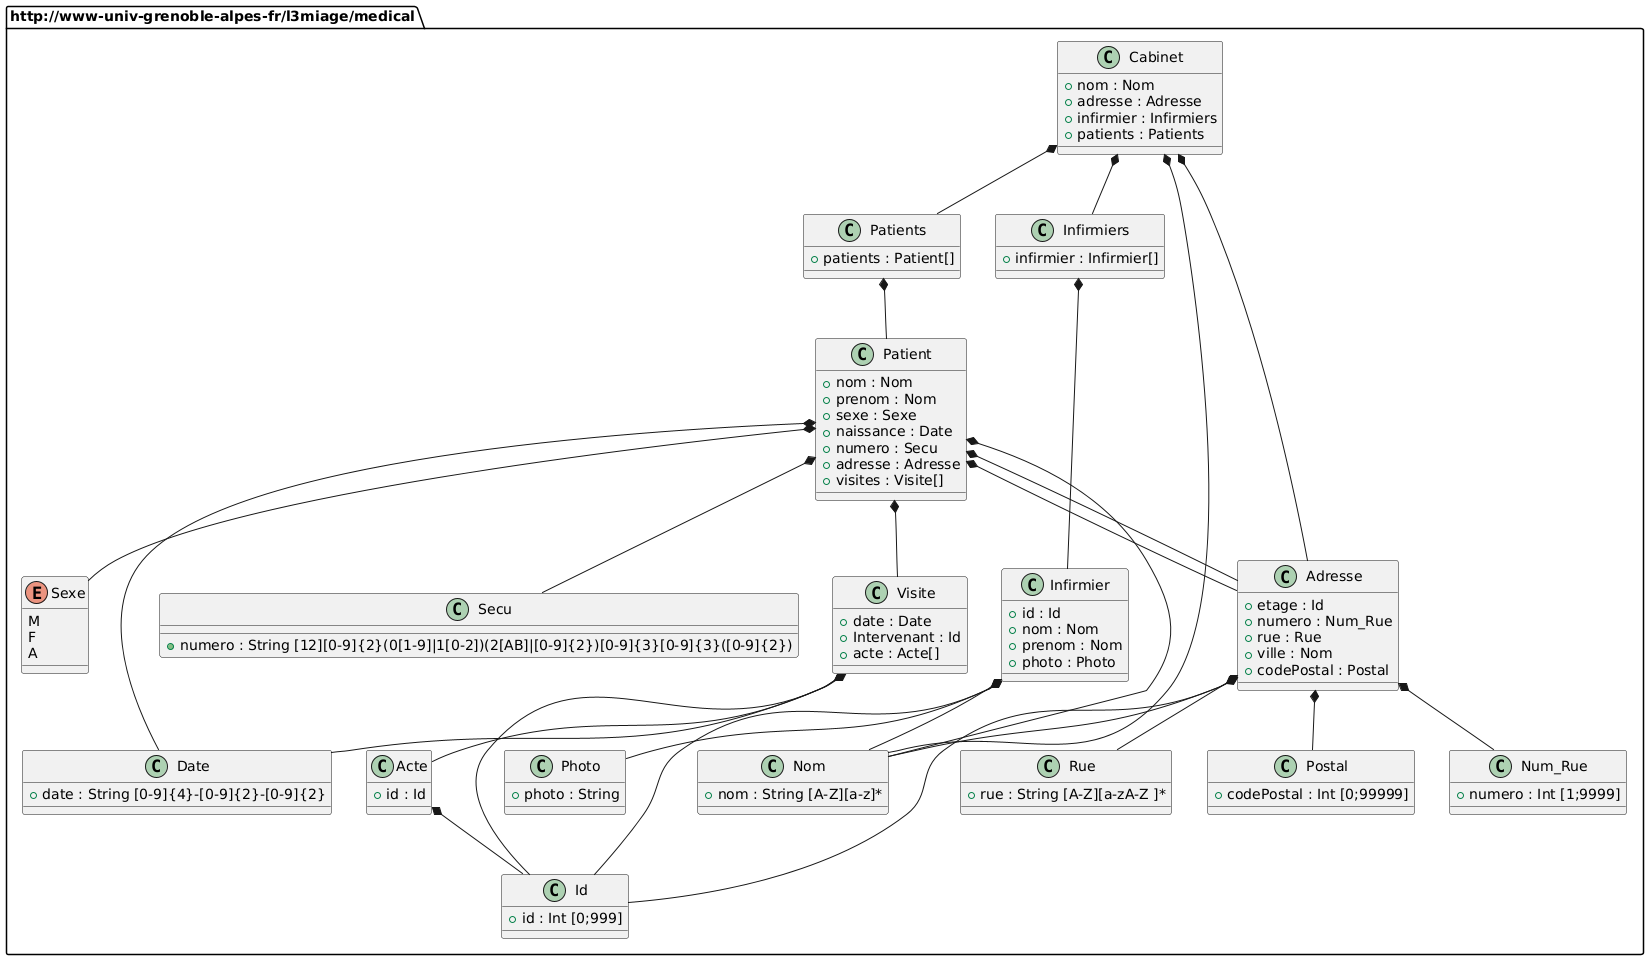 http://www-univ-grenoble-alpes-fr/l3miage/medical
C Cabinet
nom : Nom
adresse : Adresse
infirmier : Infirmiers
patients : Patients
C Patients
patients : Patient[]
C Infirmiers
infirmier : Infirmier[]
C Patient
nom : Nom
prenom : Nom
sexe : Sexe
naissance : Date
numero : Secu
adresse : Adresse
visites : Visite[]
E Sexe
M
F
A
C Secu
numero : String [12][0-9]{2}(0[1-9]|1[0-2])(2[AB]|[0-9]{2})[0-9]{3}[0-9]{3}([0-9]{2})
C Visite
date : Date
Intervenant : Id
acte : Acte[]
C Infirmier
id : Id
nom : Nom
prenom : Nom
photo : Photo
C Adresse
etage : Id
numero : Num_Rue
rue : Rue
ville : Nom
codePostal : Postal
C Date
date : String [0-9]{4}-[0-9]{2}-[0-9]{2}
C Acte
id : Id
C Photo
photo : String
C Nom
nom : String [A-Z][a-z]*
C Rue
rue : String [A-Z][a-zA-Z ]*
C Postal
codePostal : Int [0;99999]
C Num_Rue
numero : Int [1;9999]
C Id
id : Int [0;999]